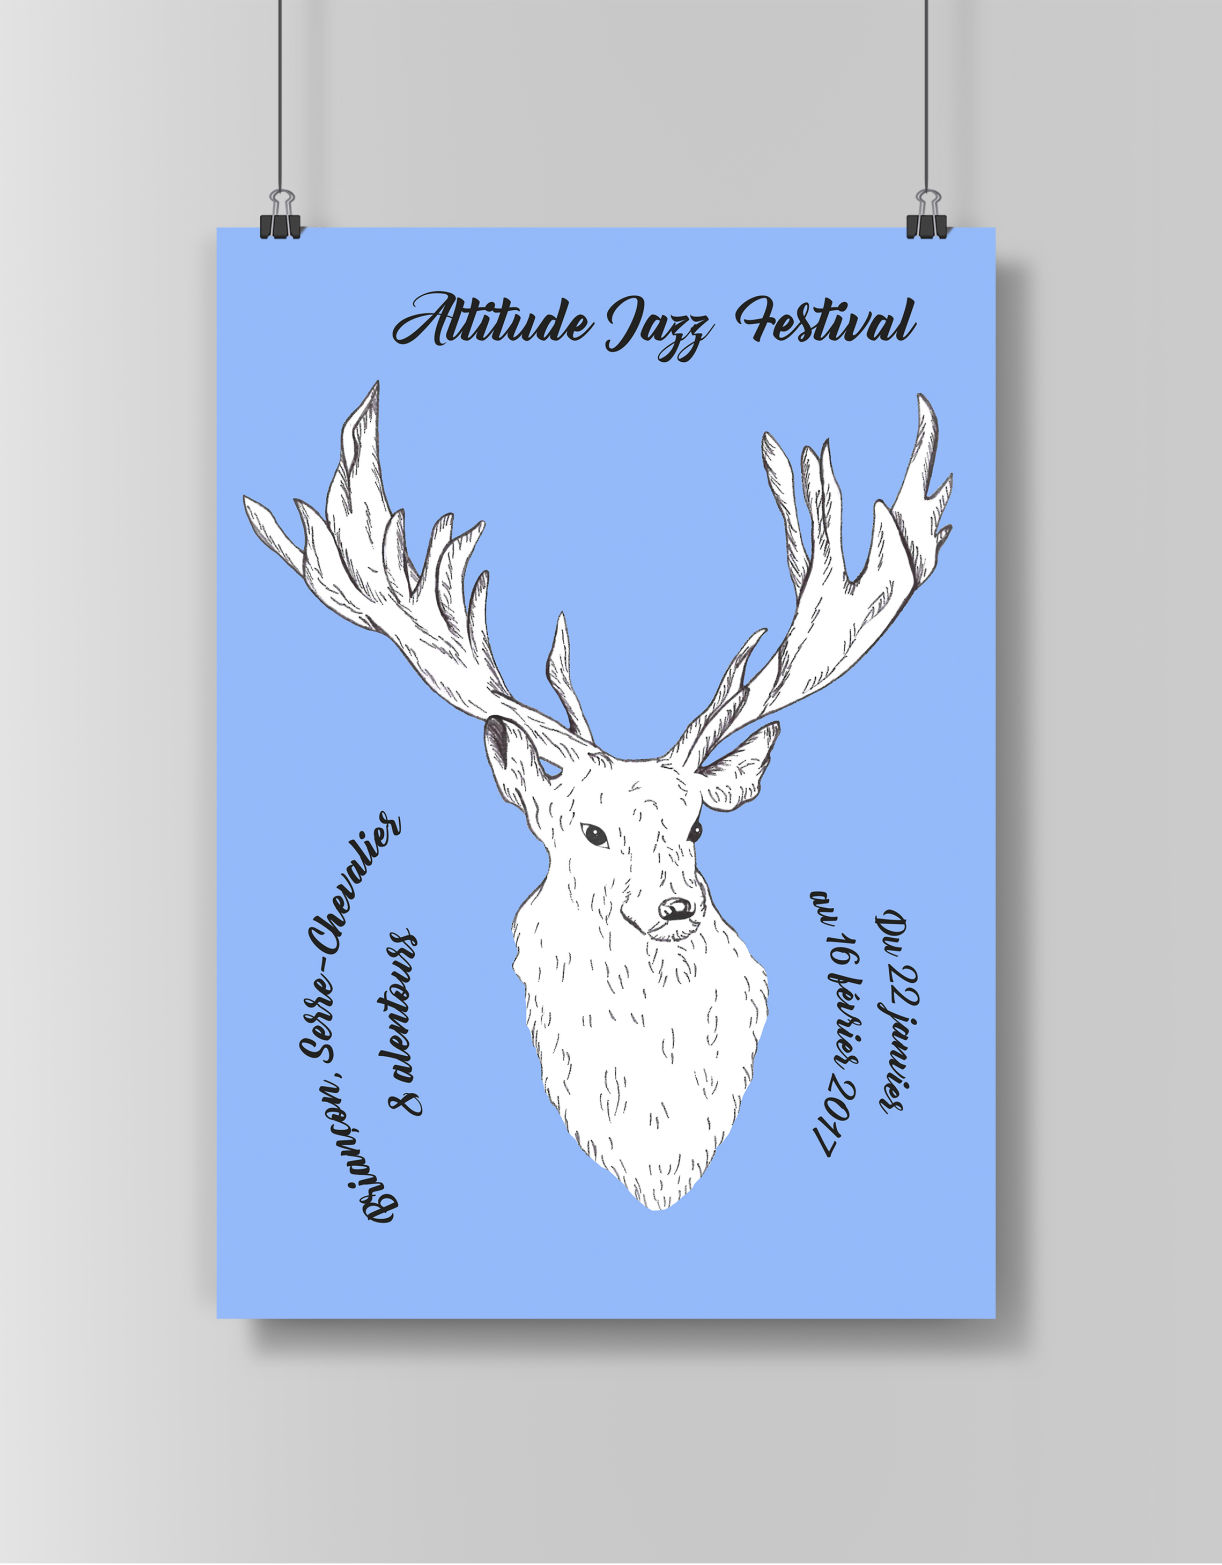 Altitude Jazz Festival
Briançon, Serre-Chevalier
& alentours
Du 22 janvier
au 16 février 2017